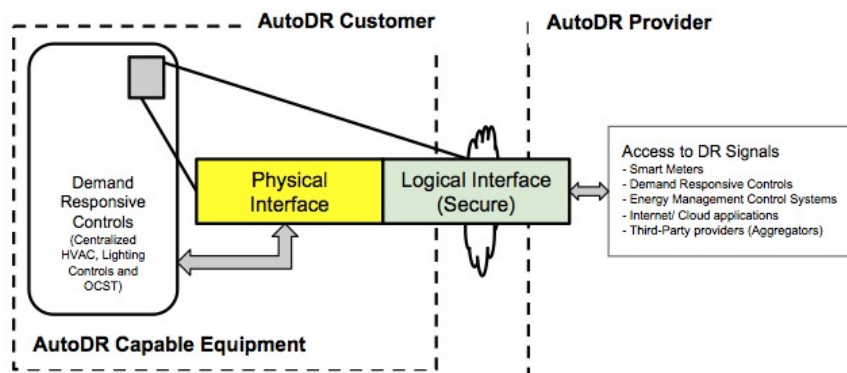 AutoDR Customer
AutoDR Provider
Demand
Responsive
Controls
(Centralized
HVAC, Lighting
Controls and
OCST)
Physical
Interface
Logical Interface
(Secure)
Access to DR Signals
- Smart Meters
- Demand Responsive Controls
- Energy Management Control Systems
- Internet/ Cloud applications
- Third-Party providers (Aggregators)
AutoDR Capable Equipment